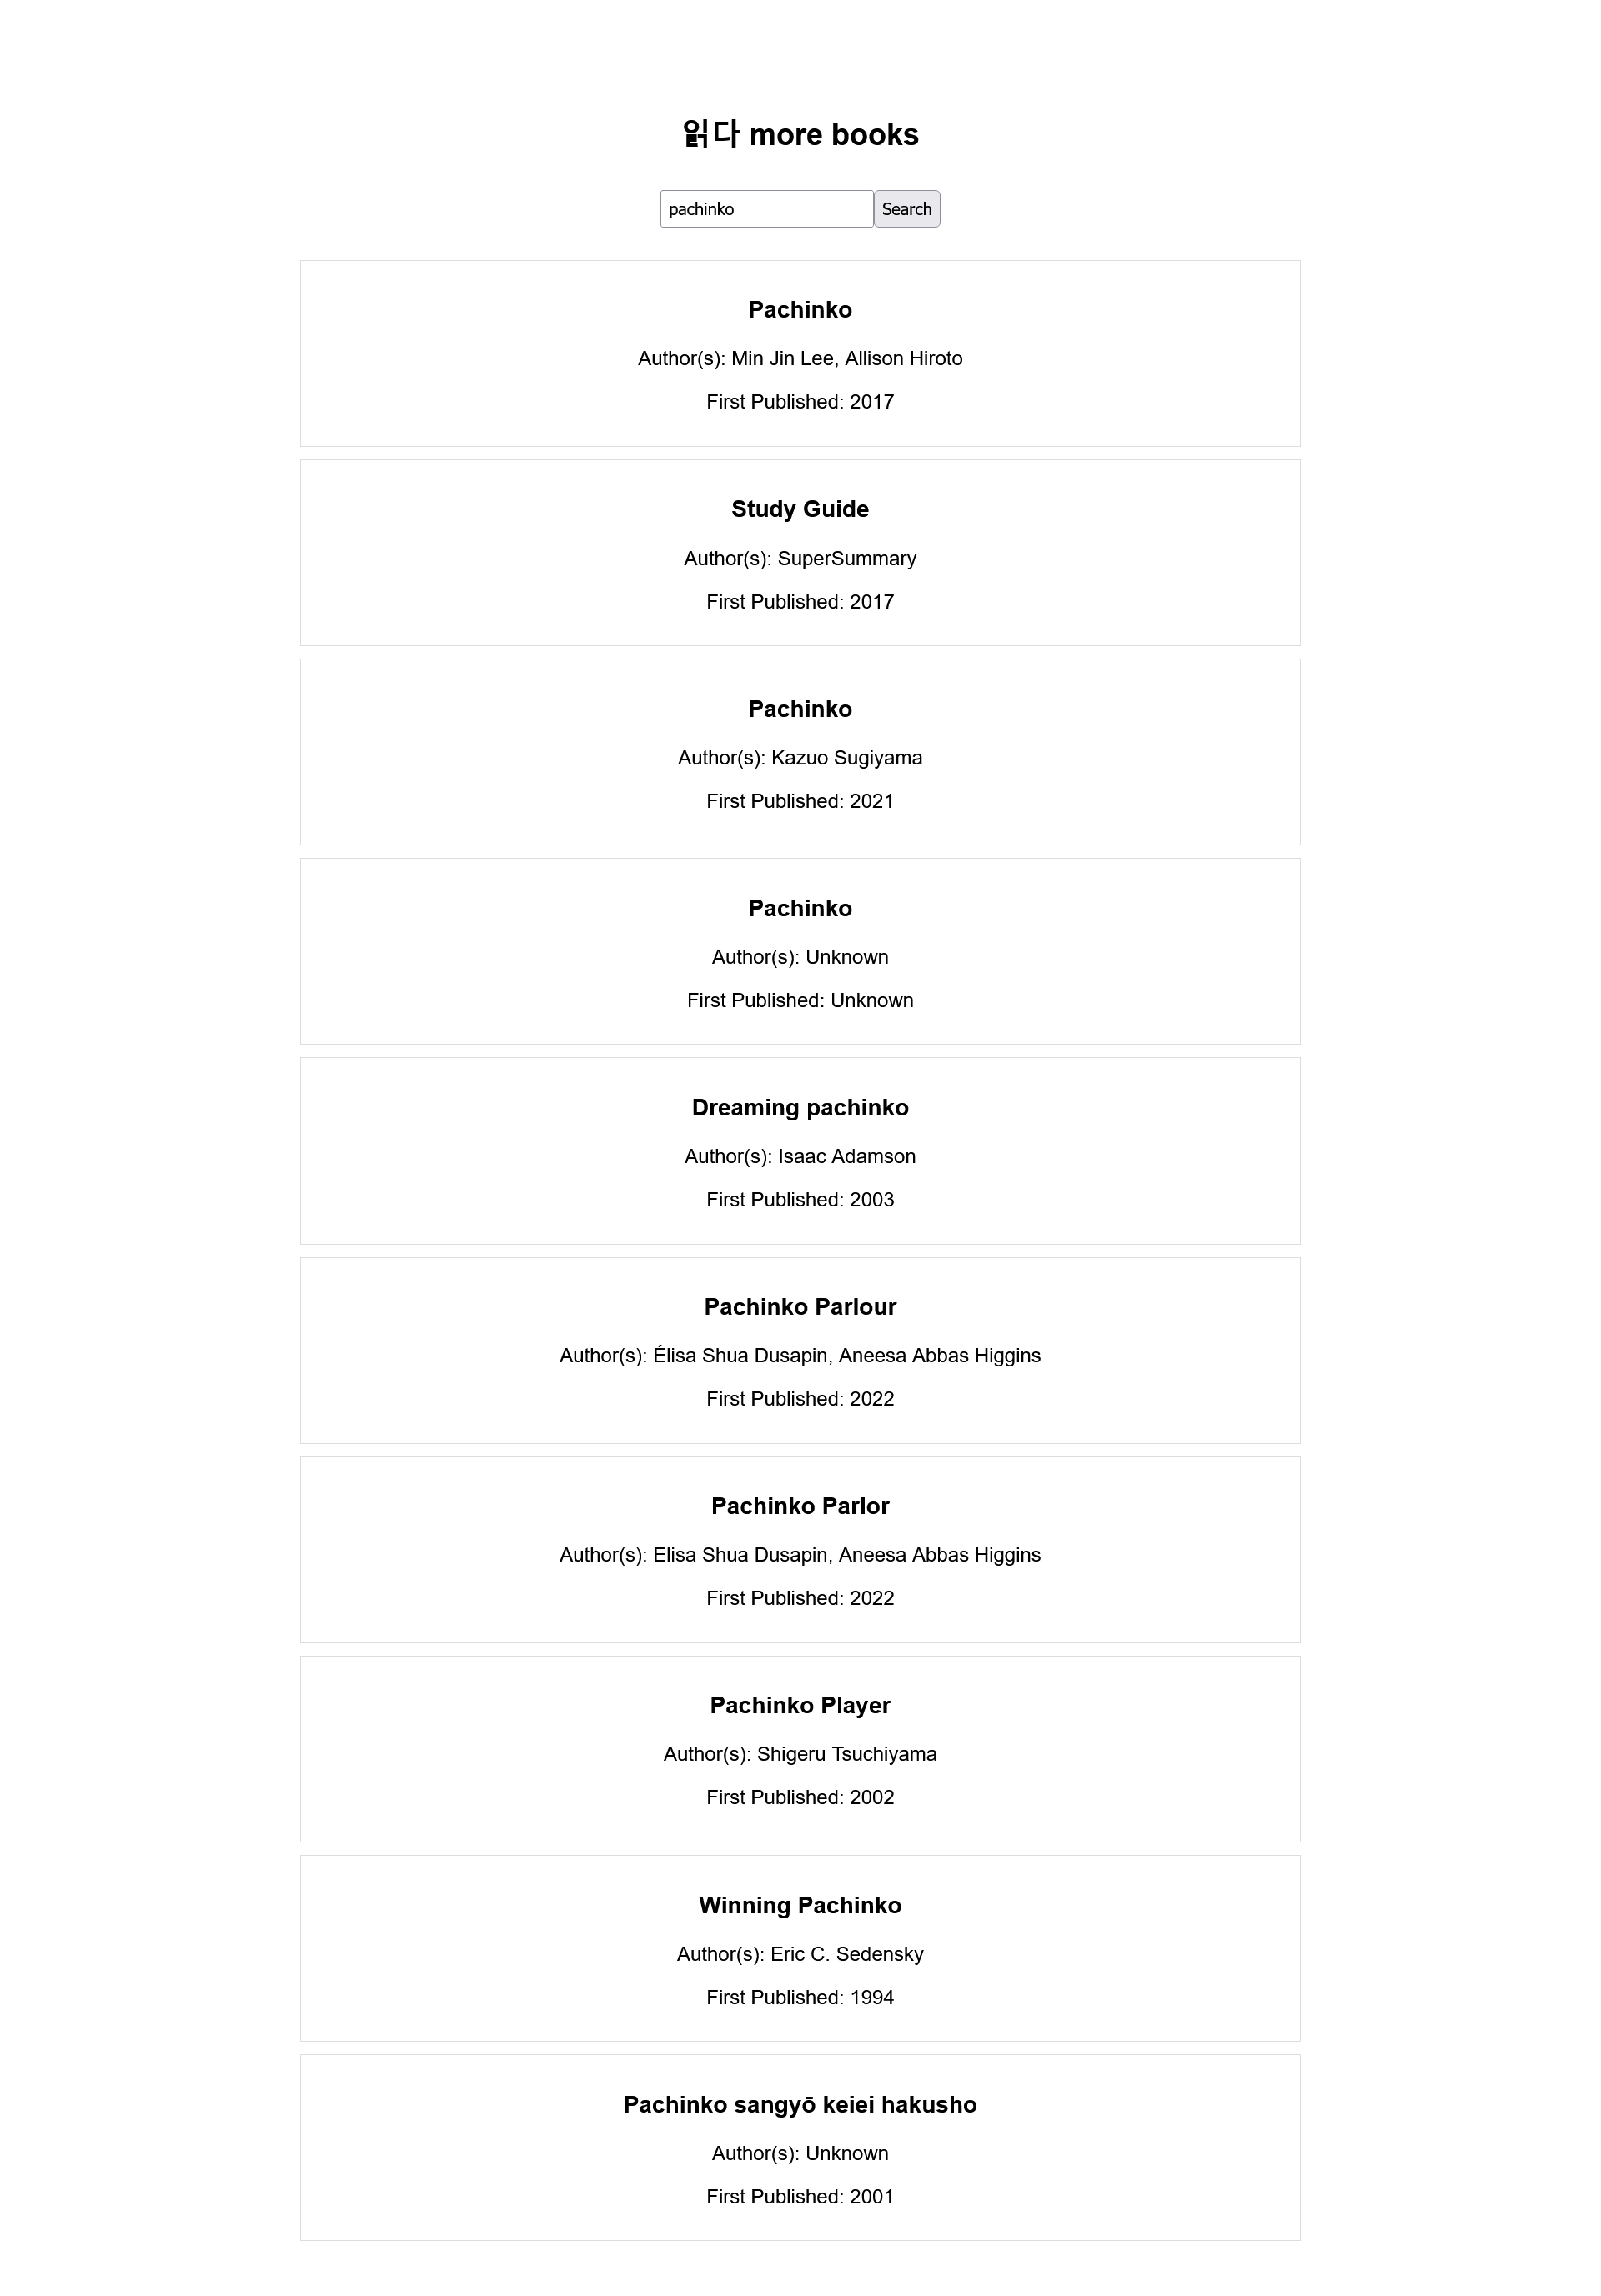 읽다 more books
pachinko
Search
Pachinko
Author(s): Min Jin Lee, Allison Hiroto
First Published: 2017
Study Guide
Author(s): SuperSummary
First Published: 2017
Pachinko
Author(s): Kazuo Sugiyama
First Published: 2021
Pachinko
Author(s): Unknown
First Published: Unknown
Dreaming pachinko
Author(s): Isaac Adamson
First Published: 2003
Pachinko Parlour
Author(s): Élisa Shua Dusapin, Aneesa Abbas Higgins
First Published: 2022
Pachinko Parlor
Author(s): Elisa Shua Dusapin, Aneesa Abbas Higgins
First Published: 2022
Pachinko Player
Author(s): Shigeru Tsuchiyama
First Published: 2002
Winning Pachinko
Author(s): Eric C. Sedensky
First Published: 1994
Pachinko sangyō keiei hakusho
Author(s): Unknown
First Published: 2001